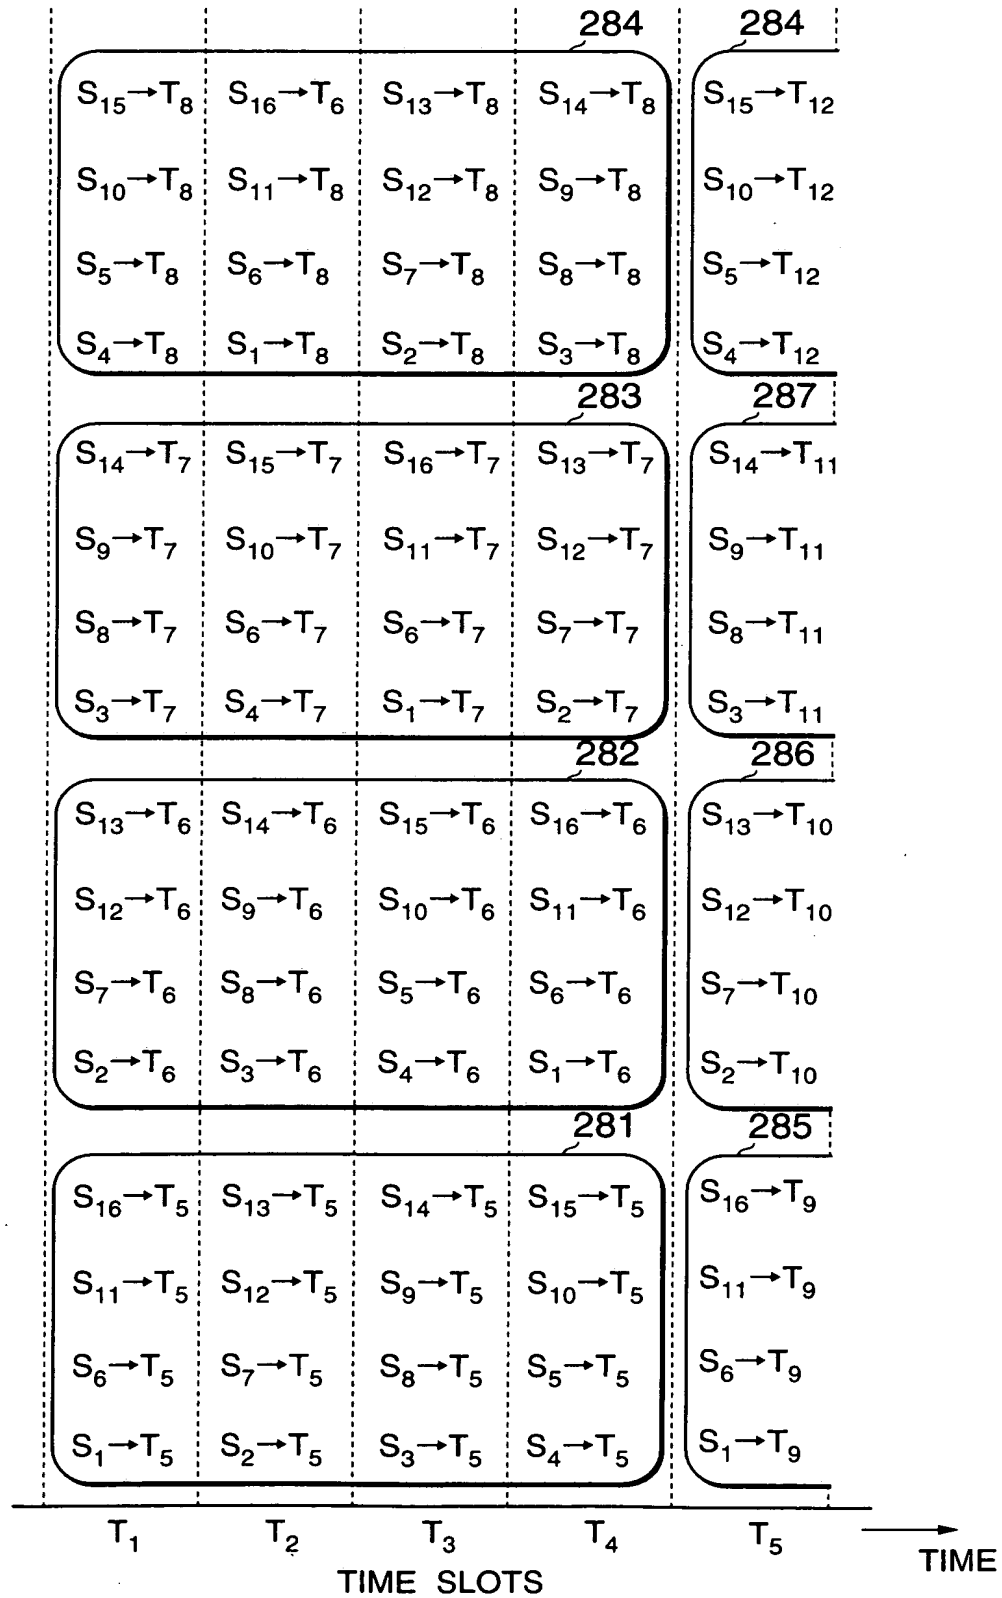 284 284
S15→T8 S16→T6 S13→T8 S14→T8 S15→T12
S10→T8 S11→T8 S12→T8 S9→T8 S10→T12
S5→T8 S6→T8 S7→T8 S8→T8 S5→T12
S4→T8 S1→T8 S2→T8 S3→T8 S4→T12
283 287
S14→T7 S15→T7 S16→T7 S13→T7 S14→T11
S9→T7 S10→T7 S11→T7 S12→T7 S9→T11
S8→T7 S6→T7 S6→T7 S7→T7 S8→T11
S3→T7 S4→T7 S1→T7 S2→T7 S3→T11
282 286
S13→T6 S14→T6 S15→T6 S16→T6 S13→T10
S12→T6 S9→T6 S10→T6 S11→T6 S12→T10
S7→T6 S8→T6 S5→T6 S6→T6 S7→T10
S2→T6 S3→T6 S4→T6 S1→T6 S2→T10
281 285
S16→T5 S13→T5 S14→T5 S15→T5 S16→T9
S11→T5 S12→T5 S9→T5 S10→T5 S11→T9
S6→T5 S7→T5 S8→T5 S5→T5 S6→T9
S1→T5 S2→T5 S3→T5 S4→T5 S1→T9
T1 T2 T3 T4 T5
TIME
TIME SLOTS